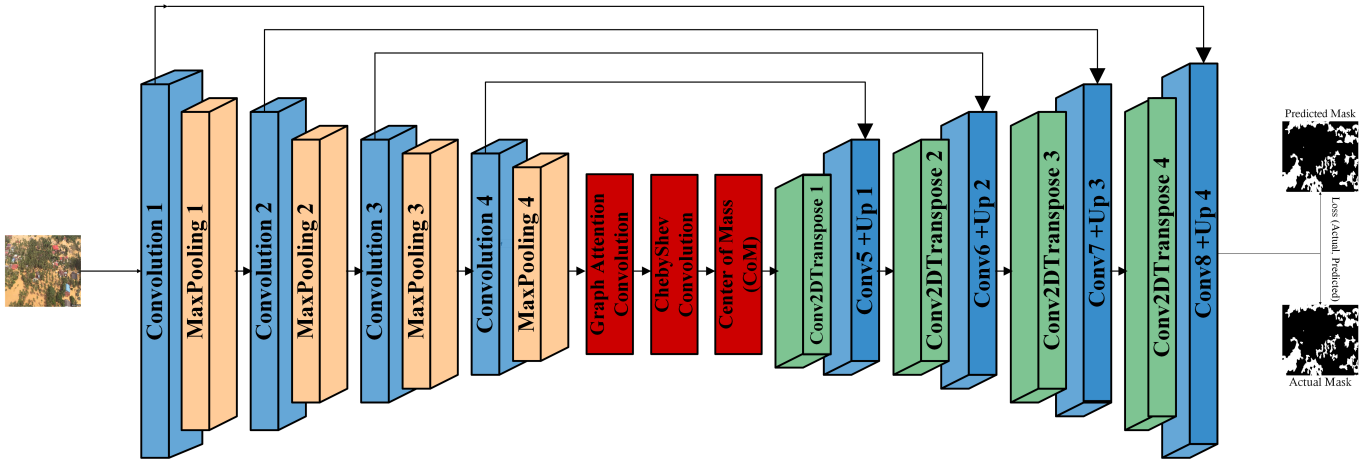 Convolution 1
MaxPooling 1
Convolution 2
MaxPooling 2
Convolution 3
MaxPooling 3
Convolution 4
MaxPooling 4
Graph Attention
Convolution
ChebyShev
Convolution
Center of Mass
(CoM)
Conv2DTranspose 1
Conv5 +Up 1
Conv2DTranspose 2
Conv6 +Up 2
Conv2DTranspose 3
Conv7 +Up 3
Conv2DTranspose 4
Conv8 +Up 4
Predicted Mask
Loss (Actual, Predicted)
Actual Mask